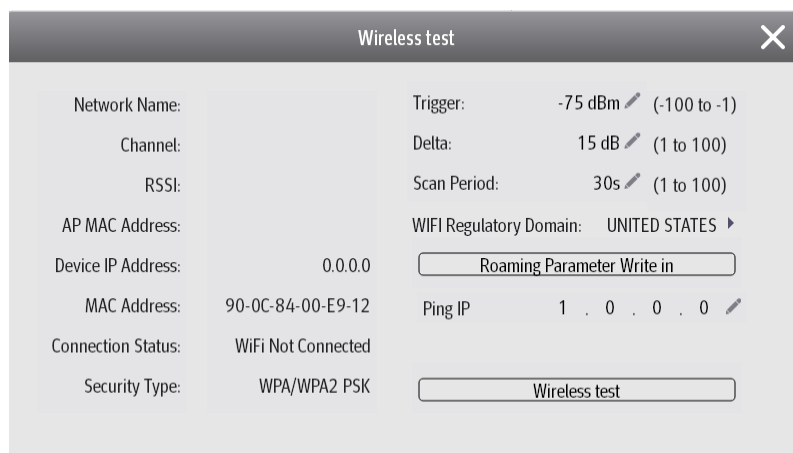 Wireless test
Network Name:
Channel:
RSSI:
AP MAC Address:
Device IP Address: 0.0.0.0
MAC Address: 90-0C-84-00-E9-12
Connection Status: WiFi Not Connected
Security Type: WPA/WPA2 PSK
Trigger: -75 dBm (-100 to -1)
Delta: 15 dB (1 to 100)
Scan Period: 30s (1 to 100)
WIFI Regulatory Domain: UNITED STATES
Roaming Parameter Write in
Ping IP 1 . 0 . 0 . 0
Wireless test